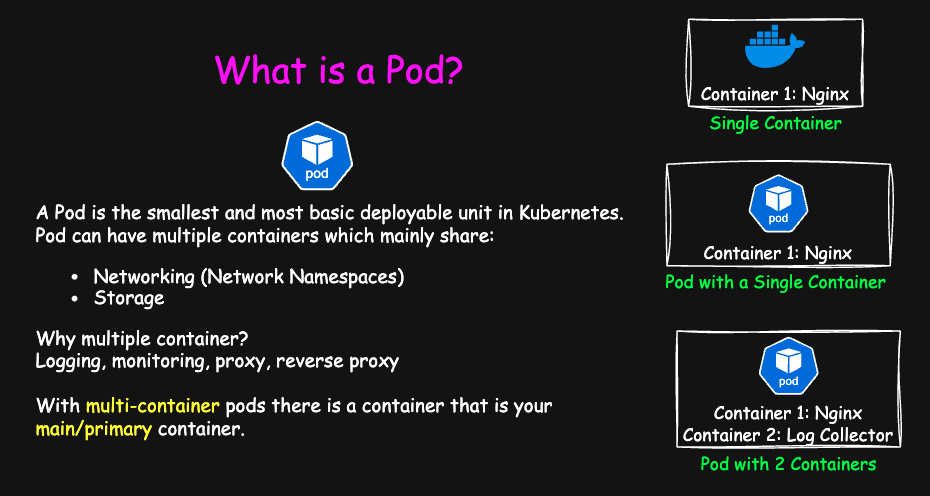 What is a Pod?
pod
A Pod is the smallest and most basic deployable unit in Kubernetes.
Pod can have multiple containers which mainly share:
• Networking (Network Namespaces)
• Storage
Why multiple container?
Logging, monitoring, proxy, reverse proxy
With multi-container pods there is a container that is your
main/primary container.
Container 1: Nginx
Single Container
pod
Container 1: Nginx
Pod with a Single Container
pod
Container 1: Nginx
Container 2: Log Collector
Pod with 2 Containers